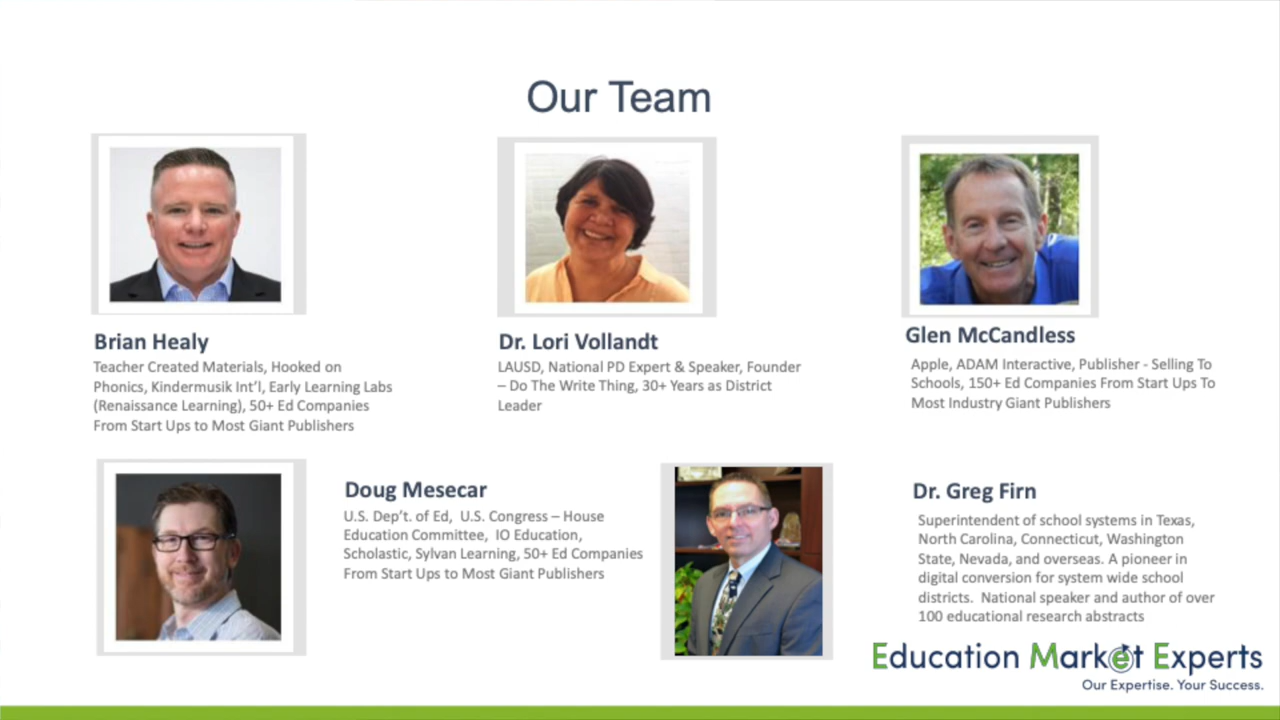 Our Team
Brian Healy
Teacher Created Materials, Hooked on
Phonics, Kindermusik Int'l, Early Learning Labs
(Renaissance Learning), 50+ Ed Companies
From Start Ups to Most Giant Publishers
Dr. Lori Vollandt
LAUSD, National PD Expert & Speaker, Founder
– Do The Write Thing, 30+ Years as District
Leader
Glen McCandless
Apple, ADAM Interactive, Publisher - Selling To
Schools, 150+ Ed Companies From Start Ups To
Most Industry Giant Publishers
Doug Mesecar
U.S. Dep't. of Ed, U.S. Congress – House
Education Committee, IO Education,
Scholastic, Sylvan Learning, 50+ Ed Companies
From Start Ups to Most Giant Publishers
Dr. Greg Firn
Superintendent of school systems in Texas,
North Carolina, Connecticut, Washington
State, Nevada, and overseas. A pioneer in
digital conversion for system wide school
districts. National speaker and author of over
100 educational research abstracts
Education Market Experts
Our Expertise. Your Success.